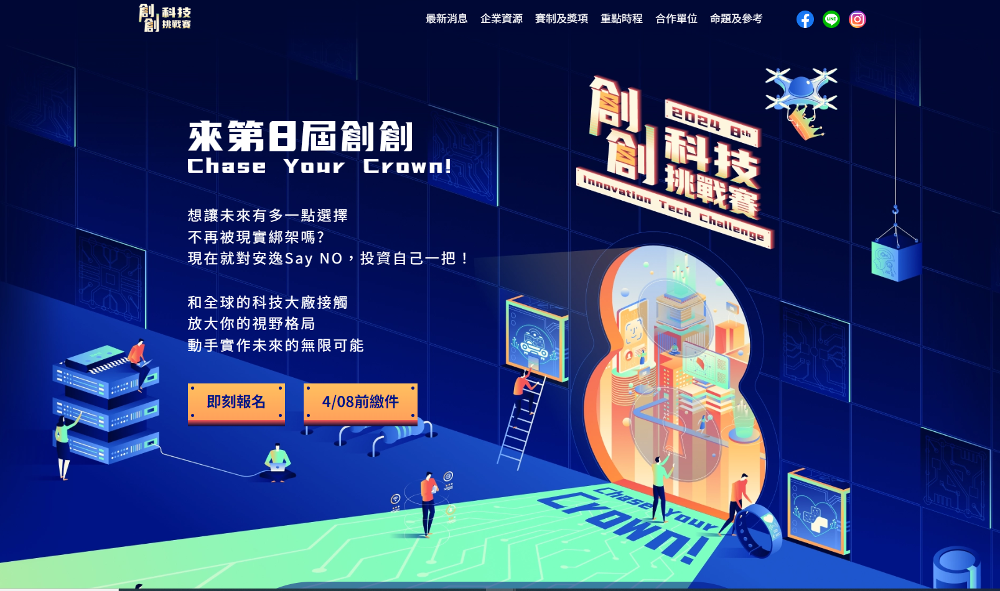 創創
科技
挑戰賽
最新消息 企業資源 賽制及獎項 重點時程 合作單位 命題及參考
LINE
來第8屆創創
Chase Your Crown!
想讓未來有多一點選擇
不再被現實綁架嗎?
現在就對安逸Say NO，投資自己一把！
和全球的科技大廠接觸
放大你的視野格局
動手實作未來的無限可能
即刻報名
4/08前繳件
創創
2024 8th
科技
挑戰賽
Innovation Tech Challenge
Chase Your
Crown!